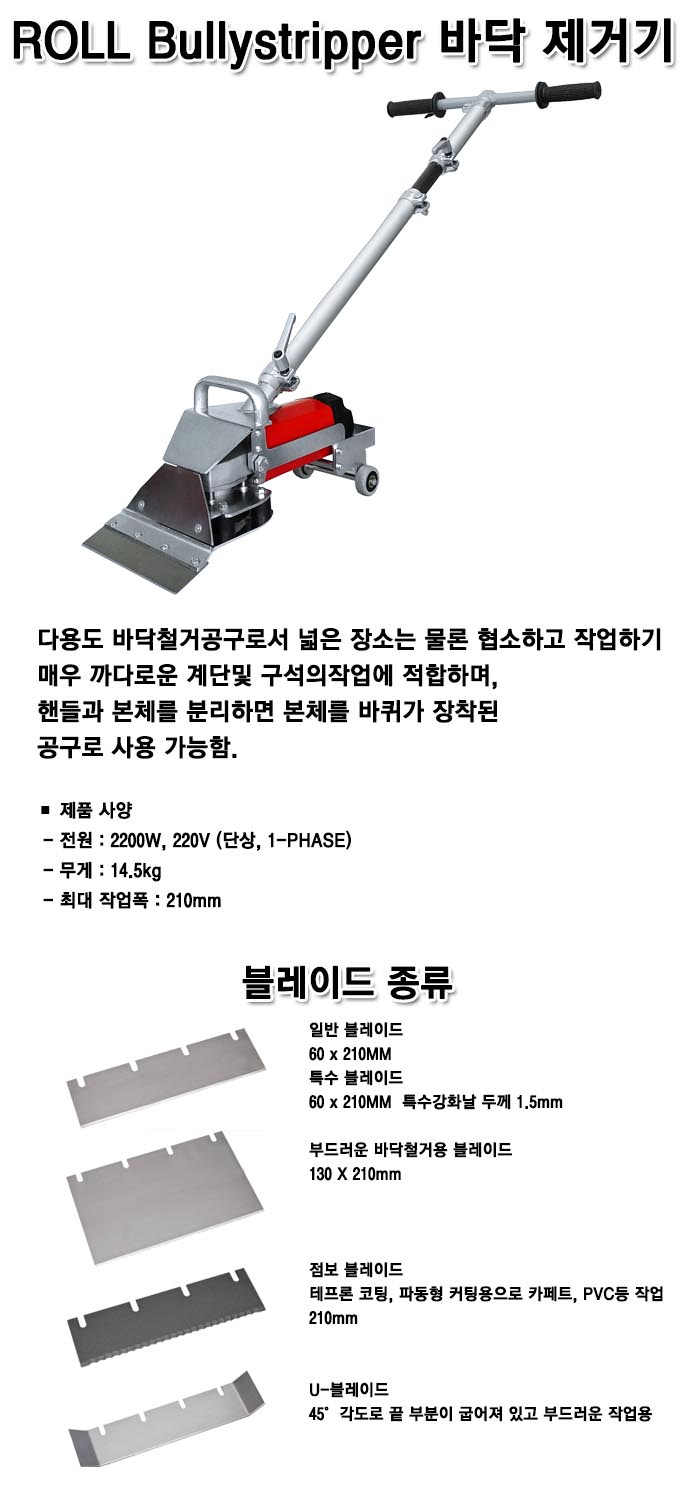 ROLL Bullystripper 바닥 제거기
다용도 바닥철거공구로서 넓은 장소는 물론 협소하고 작업하기
매우 까다로운 계단및 구석의작업에 적합하며,
핸들과 본체를 분리하면 본체를 바퀴가 장착된
공구로 사용 가능함.
■ 제품 사양
- 전원 : 2200W, 220V (단상, 1-PHASE)
- 무게 : 14.5kg
- 최대 작업폭 : 210mm
블레이드 종류
일반 블레이드
60 x 210MM
특수 블레이드
60 x 210MM 특수강화날 두께 1.5mm
부드러운 바닥철거용 블레이드
130 X 210mm
점보 블레이드
테프론 코팅, 파동형 커팅용으로 카페트, PVC등 작업
210mm
U-블레이드
45° 각도로 끝 부분이 굽어져 있고 부드러운 작업용